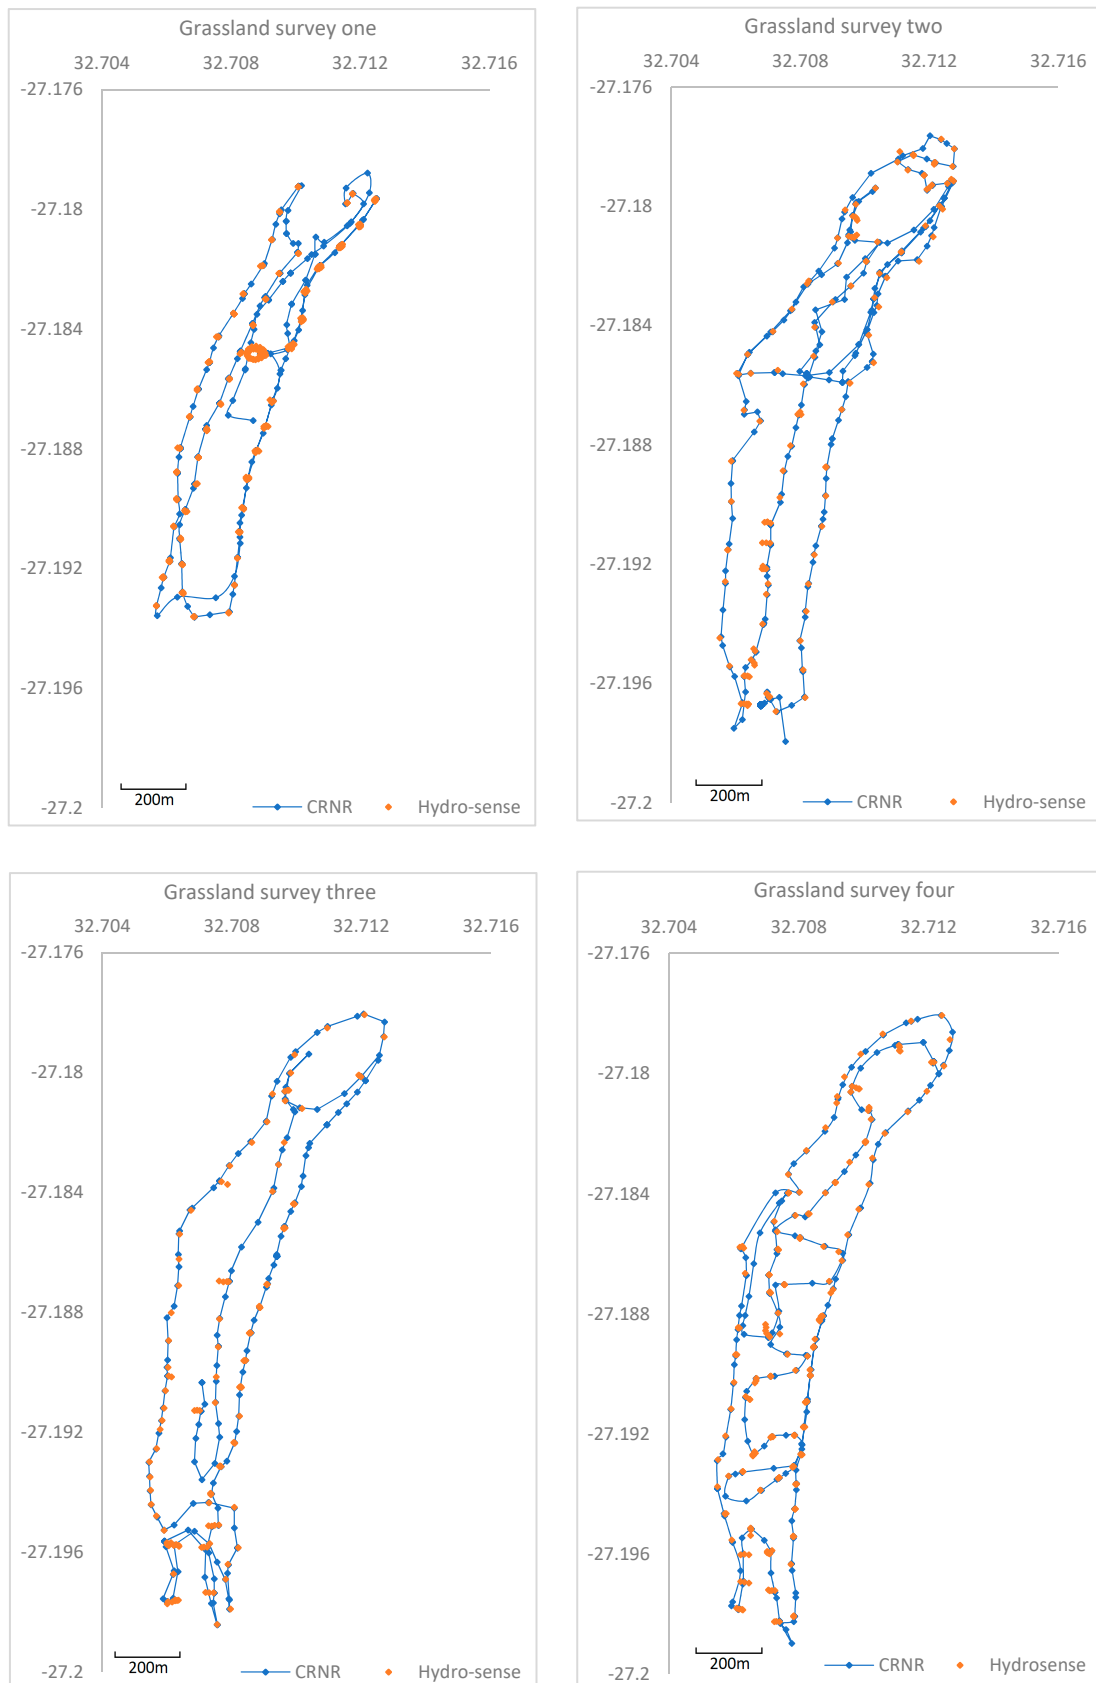 Grassland survey one
32.704 32.708 32.712 32.716
-27.176
-27.18
-27.184
-27.188
-27.192
-27.196
-27.2
200m
CRNR Hydro-sense
Grassland survey two
32.704 32.708 32.712 32.716
-27.176
-27.18
-27.184
-27.188
-27.192
-27.196
-27.2
200m
CRNR Hydro-sense
Grassland survey three
32.704 32.708 32.712 32.716
-27.176
-27.18
-27.184
-27.188
-27.192
-27.196
-27.2
200m
CRNR Hydro-sense
Grassland survey four
32.704 32.708 32.712 32.716
-27.176
-27.18
-27.184
-27.188
-27.192
-27.196
-27.2
200m
CRNR Hydrosense